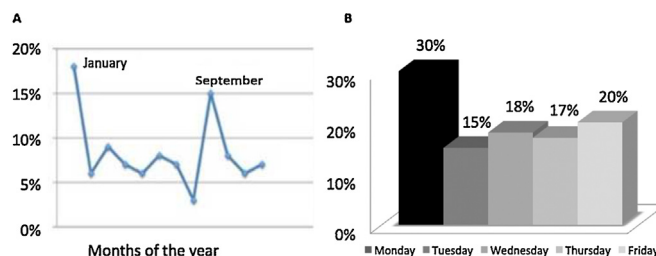 A
20%
15%
10%
5%
0%
January
September
Months of the year
B
30%
20%
10%
0%
30%
15%
18%
17%
20%
Monday Tuesday Wednesday Thursday Friday